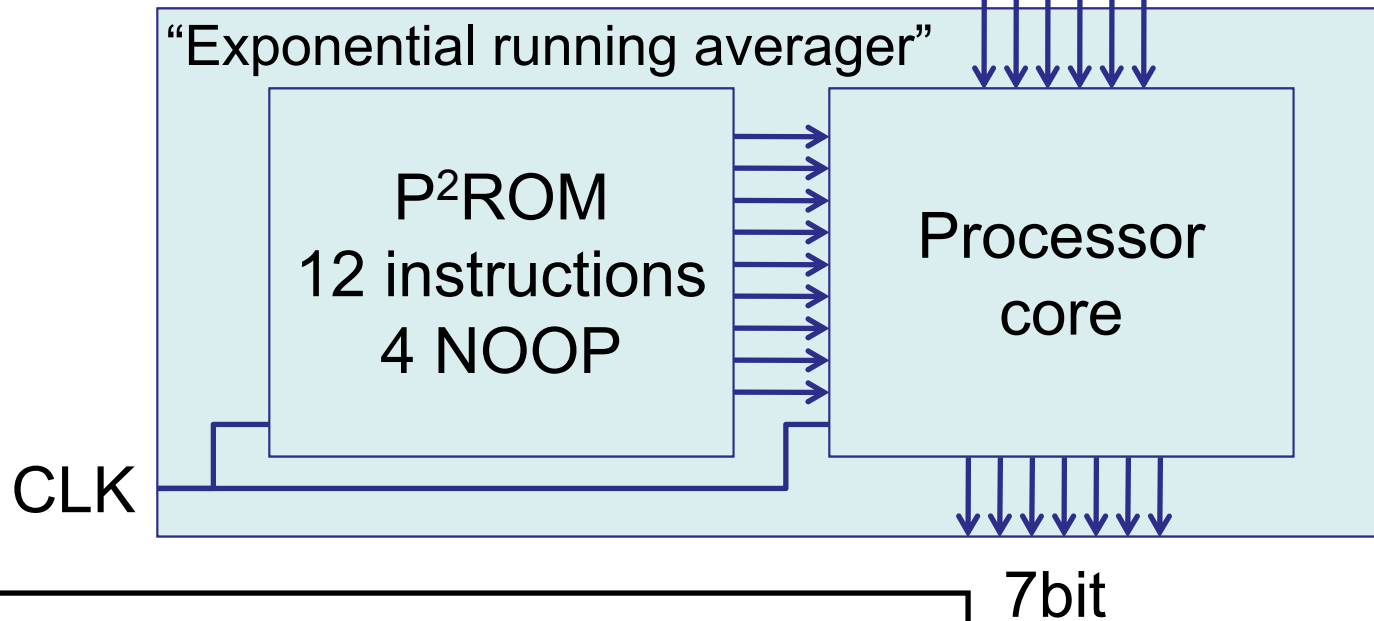 “Exponential running averager”
P²ROM
12 instructions
4 NOOP
Processor
core
CLK
7bit